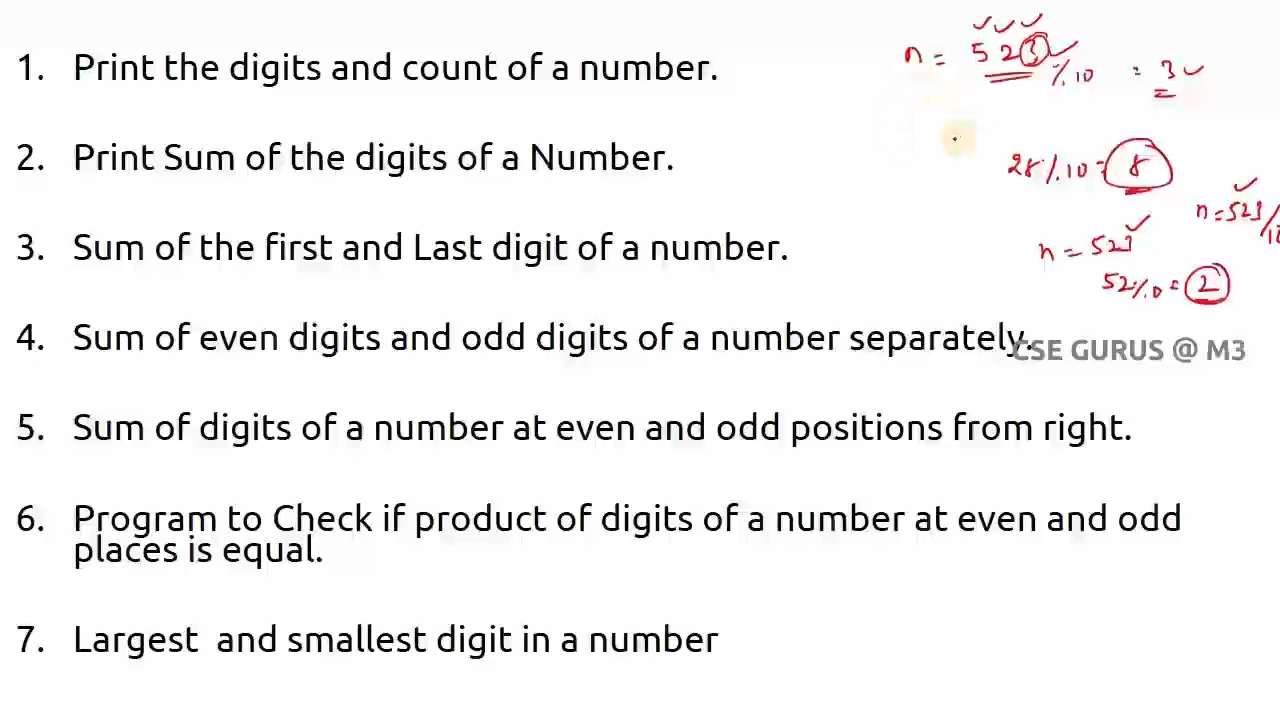 1. Print the digits and count of a number.
n = 523 %10 = 3
2. Print Sum of the digits of a Number.
28%10 = 8
n = 523/10
3. Sum of the first and Last digit of a number.
n = 523
52%10 = 2
4. Sum of even digits and odd digits of a number separately.
CSE GURUS @ M3
5. Sum of digits of a number at even and odd positions from right.
6. Program to Check if product of digits of a number at even and odd
places is equal.
7. Largest and smallest digit in a number